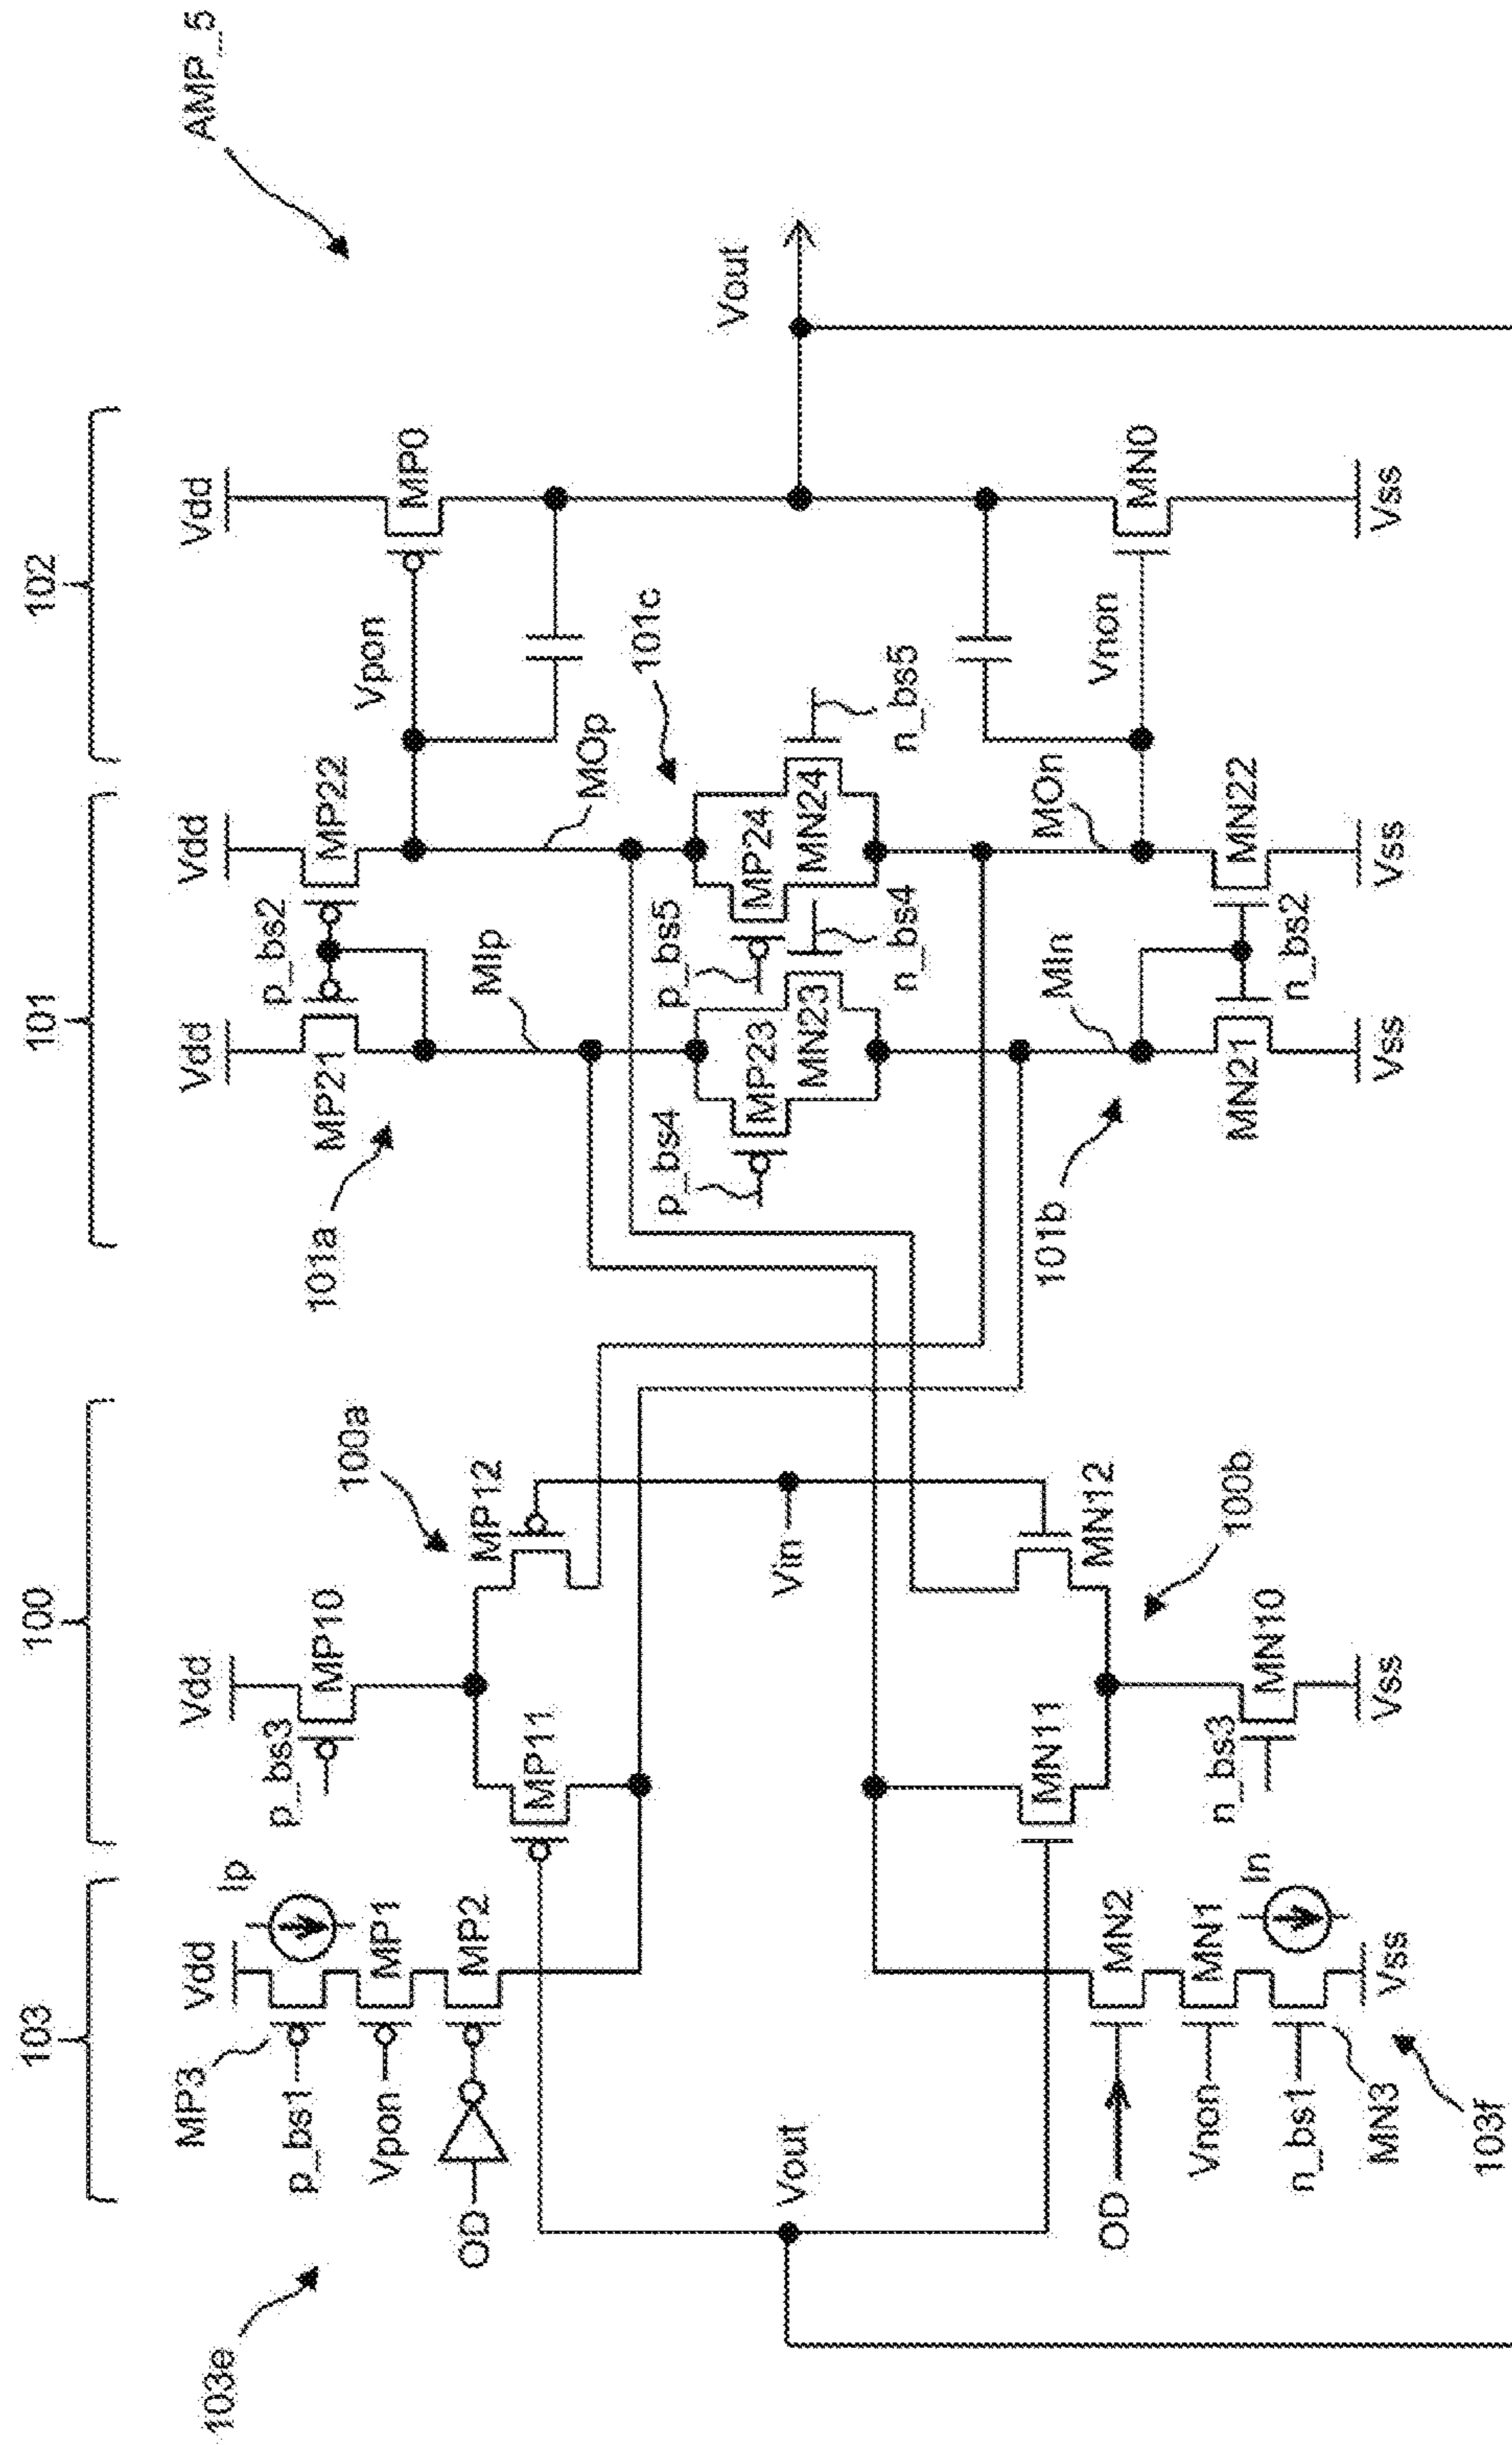 AMP_5
103
100
101
102
103e
MP3
Vdd
Ip
p_bs1
Vpon
MP1
OD
MP2
Vdd
p_bs3
MP10
MP11
MP12
100a
Vout
Vin
OD
MN2
Vnon
MN1
n_bs1
In
MN3
Vss
103f
MN11
MN12
n_bs3
MN10
Vss
100b
101a
Vdd
MP21
p_bs2
Vdd
MP22
MIp
MOp
p_bs4
MP23
MN23
n_bs4
p_bs5
MP24
MN24
n_bs5
101c
101b
MIn
MOn
MN21
n_bs2
MN22
Vss
Vss
Vdd
Vpon
MP0
Vout
Vnon
MN0
Vss